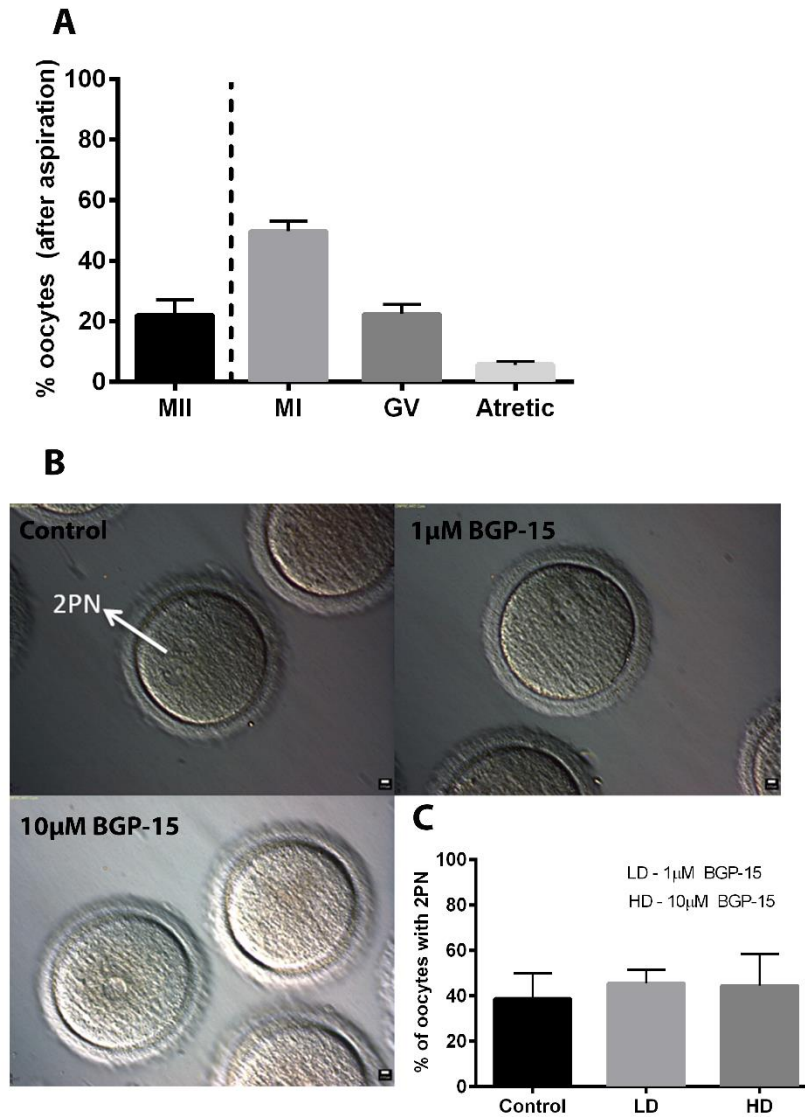 A
% oocytes (after aspiration)
100
80
60
40
20
0
MII MI GV Atretic
B
Control
2PN
1µM BGP-15
10µM BGP-15
C
% of oocytes with 2PN
100
80
60
40
20
0
LD - 1µM BGP-15
HD - 10µM BGP-15
Control LD HD